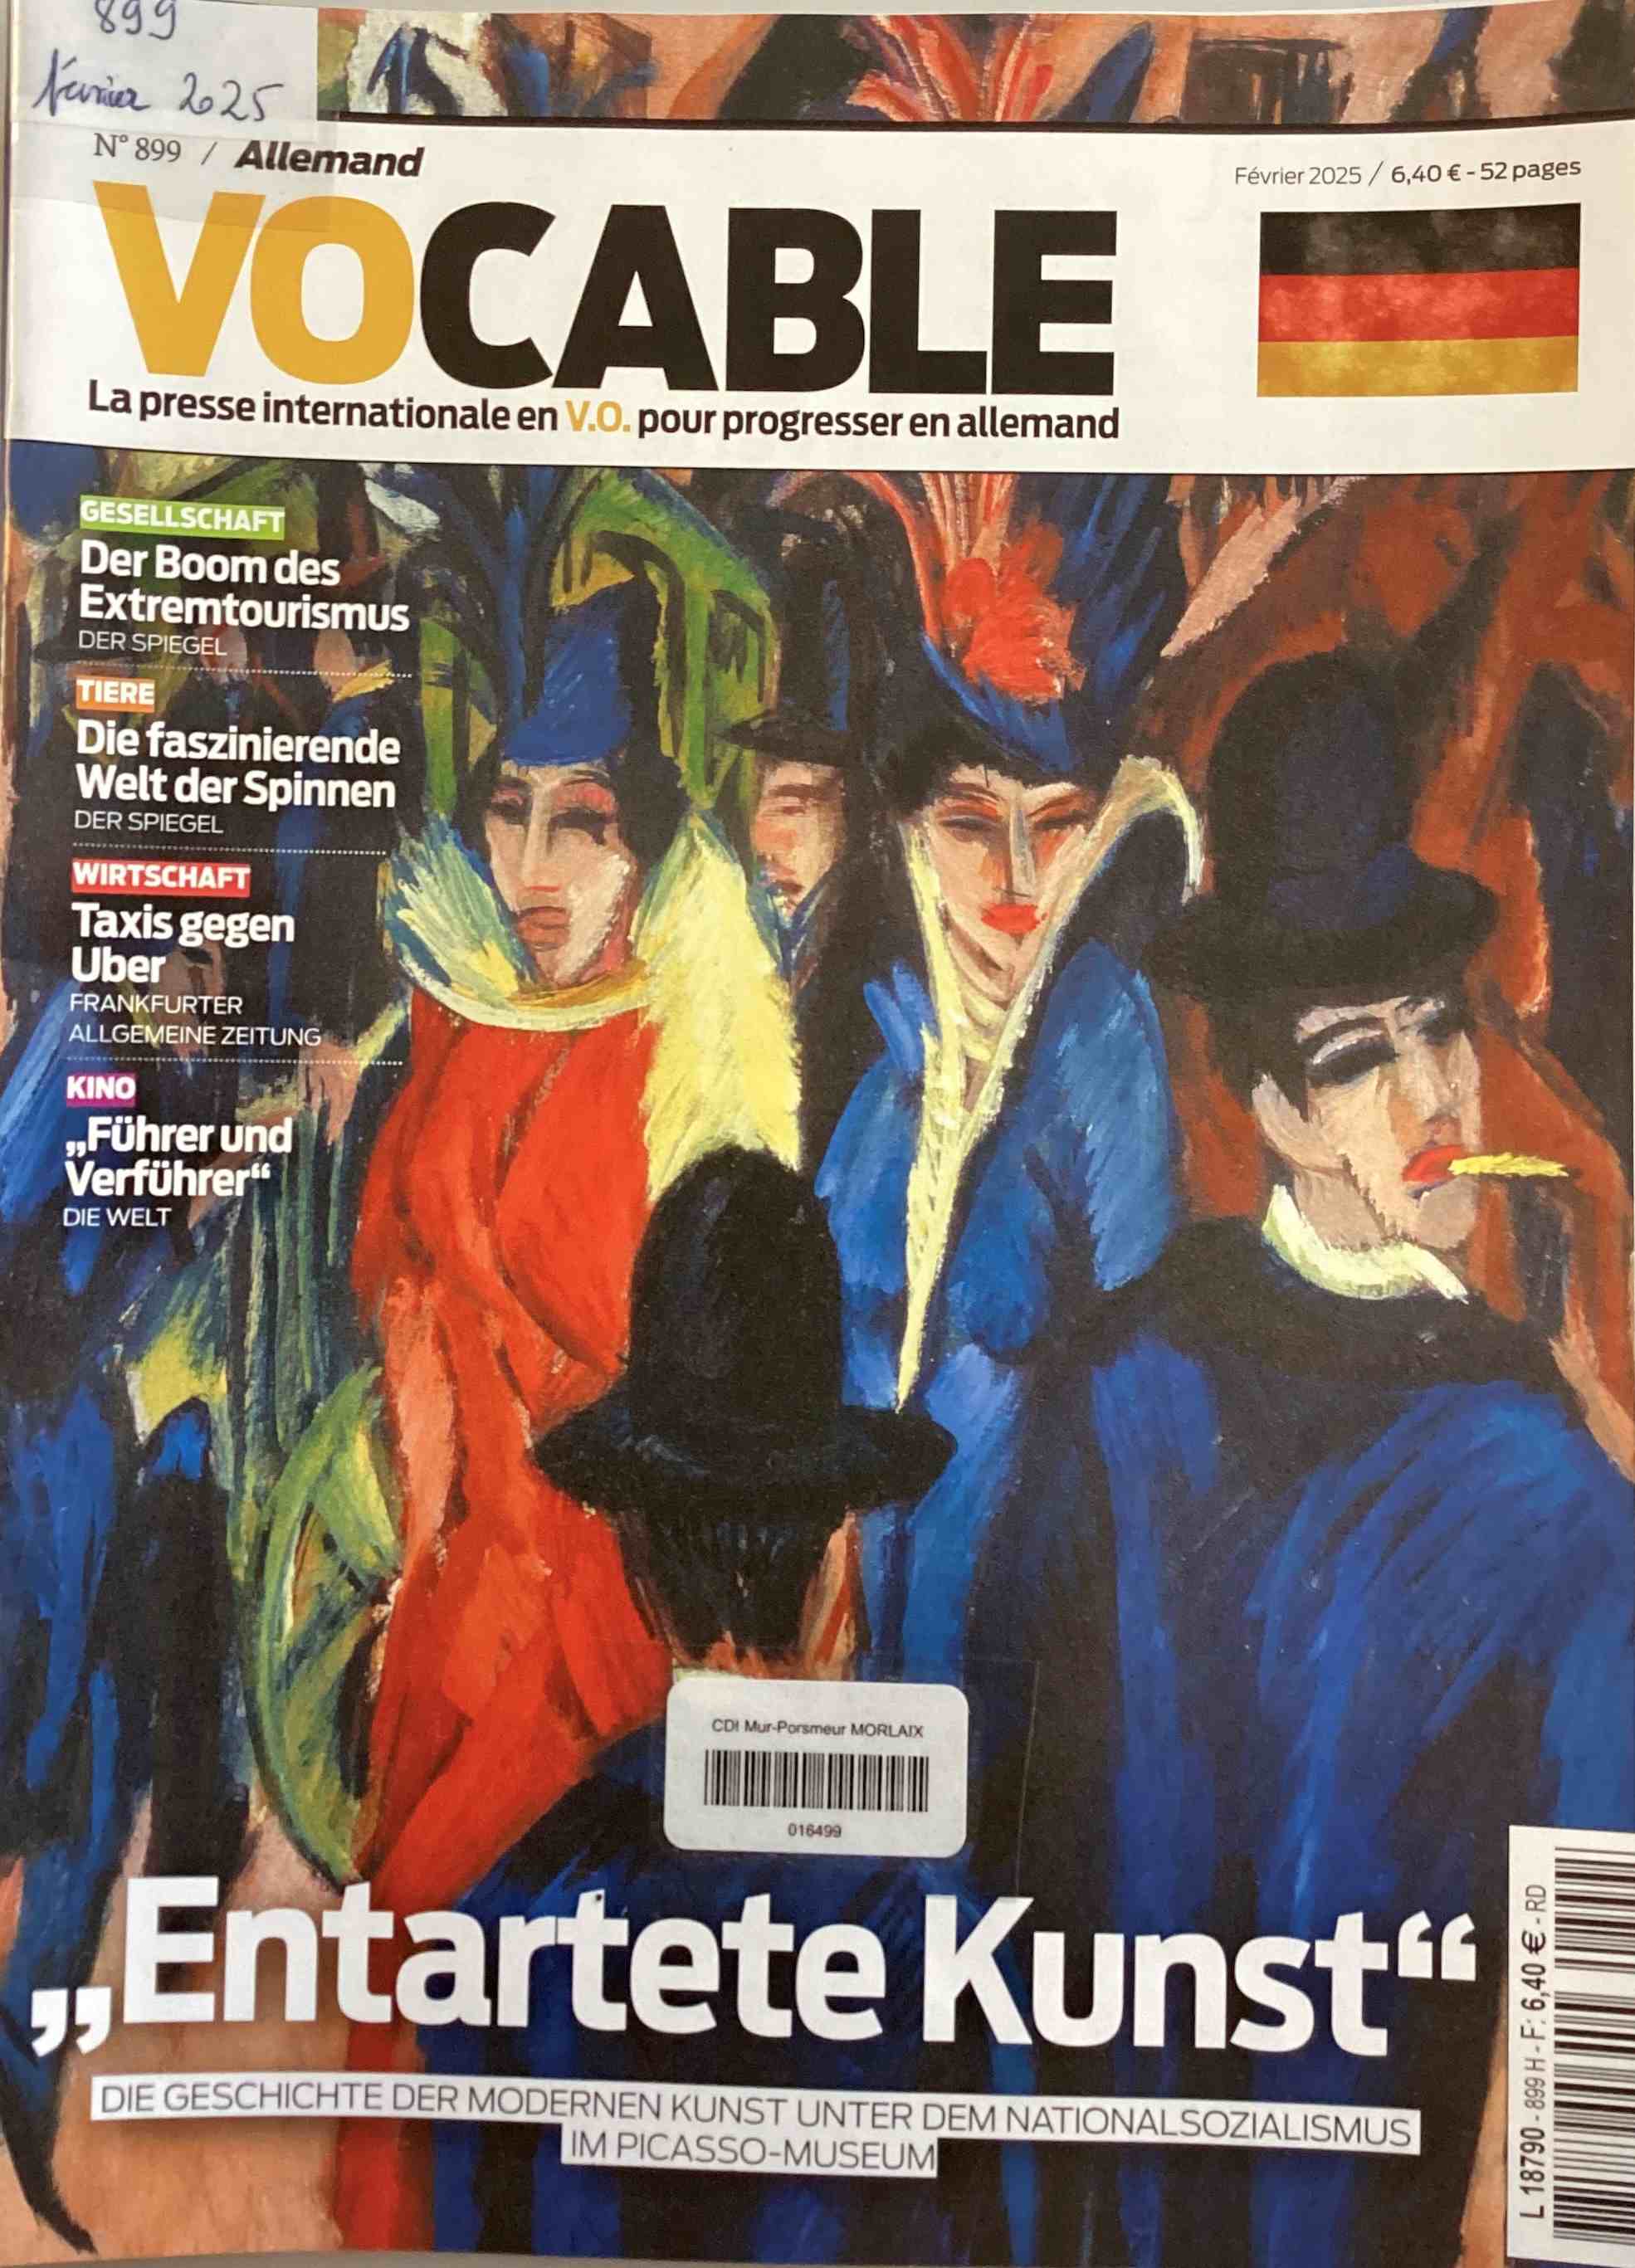 899
février 2025
N° 899 / Allemand
Février 2025 / 6,40 € - 52 pages
VOCABLE
La presse internationale en V.O. pour progresser en allemand
GESELLSCHAFT
Der Boom des
Extremtourismus
DER SPIEGEL
TIERE
Die faszinierende
Welt der Spinnen
DER SPIEGEL
WIRTSCHAFT
Taxis gegen
Uber
FRANKFURTER
ALLGEMEINE ZEITUNG
KINO
„Führer und
Verführer“
DIE WELT
CDI Mur-Porsmeur MORLAIX
016499
„Entartete Kunst“
DIE GESCHICHTE DER MODERNEN KUNST UNTER DEM NATIONALSOZIALISMUS
IM PICASSO-MUSEUM
L 18790 - 899 H - F: 6,40 € - RD